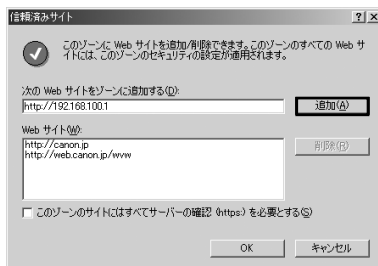 信頼済みサイト
このゾーンに Web サイトを追加/削除できます。このゾーンのすべての Web サ
イトには、このゾーンのセキュリティの設定が適用されます。
次の Web サイトをゾーンに追加する(D):
http://192.168.100.1
追加(A)
Web サイト(W):
http://canon.jp
http://web.canon.jp/wvw
削除(R)
このゾーンのサイトにはすべてサーバーの確認 (https:) を必要とする(S)
OK
キャンセル